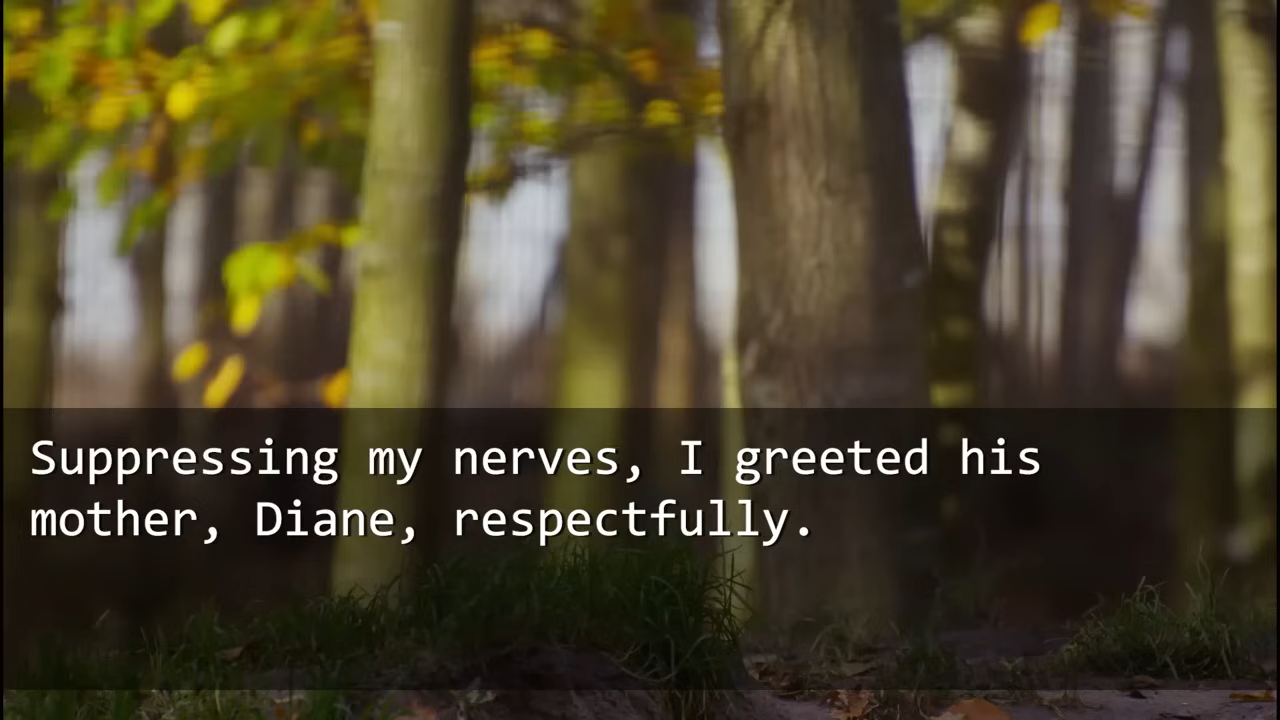 Suppressing my nerves, I greeted his
mother, Diane, respectfully.